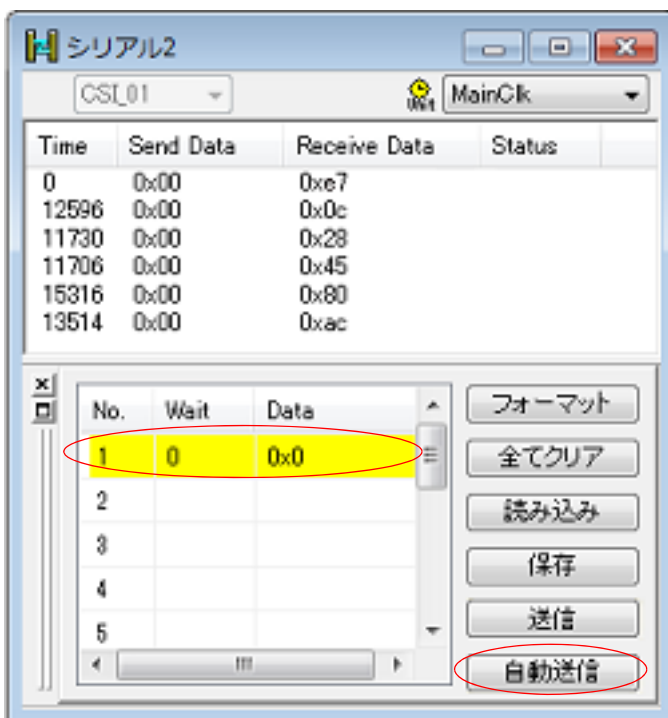 シリアル2
CSI_01 Unit MainClk
Time Send Data Receive Data Status
0 0x00 0xe7
12596 0x00 0x0c
11730 0x00 0x28
11706 0x00 0x45
15316 0x00 0x80
13514 0x00 0xac
No. Wait Data
1 0 0x0
2
3
4
5
フォーマット
全てクリア
読み込み
保存
送信
自動送信